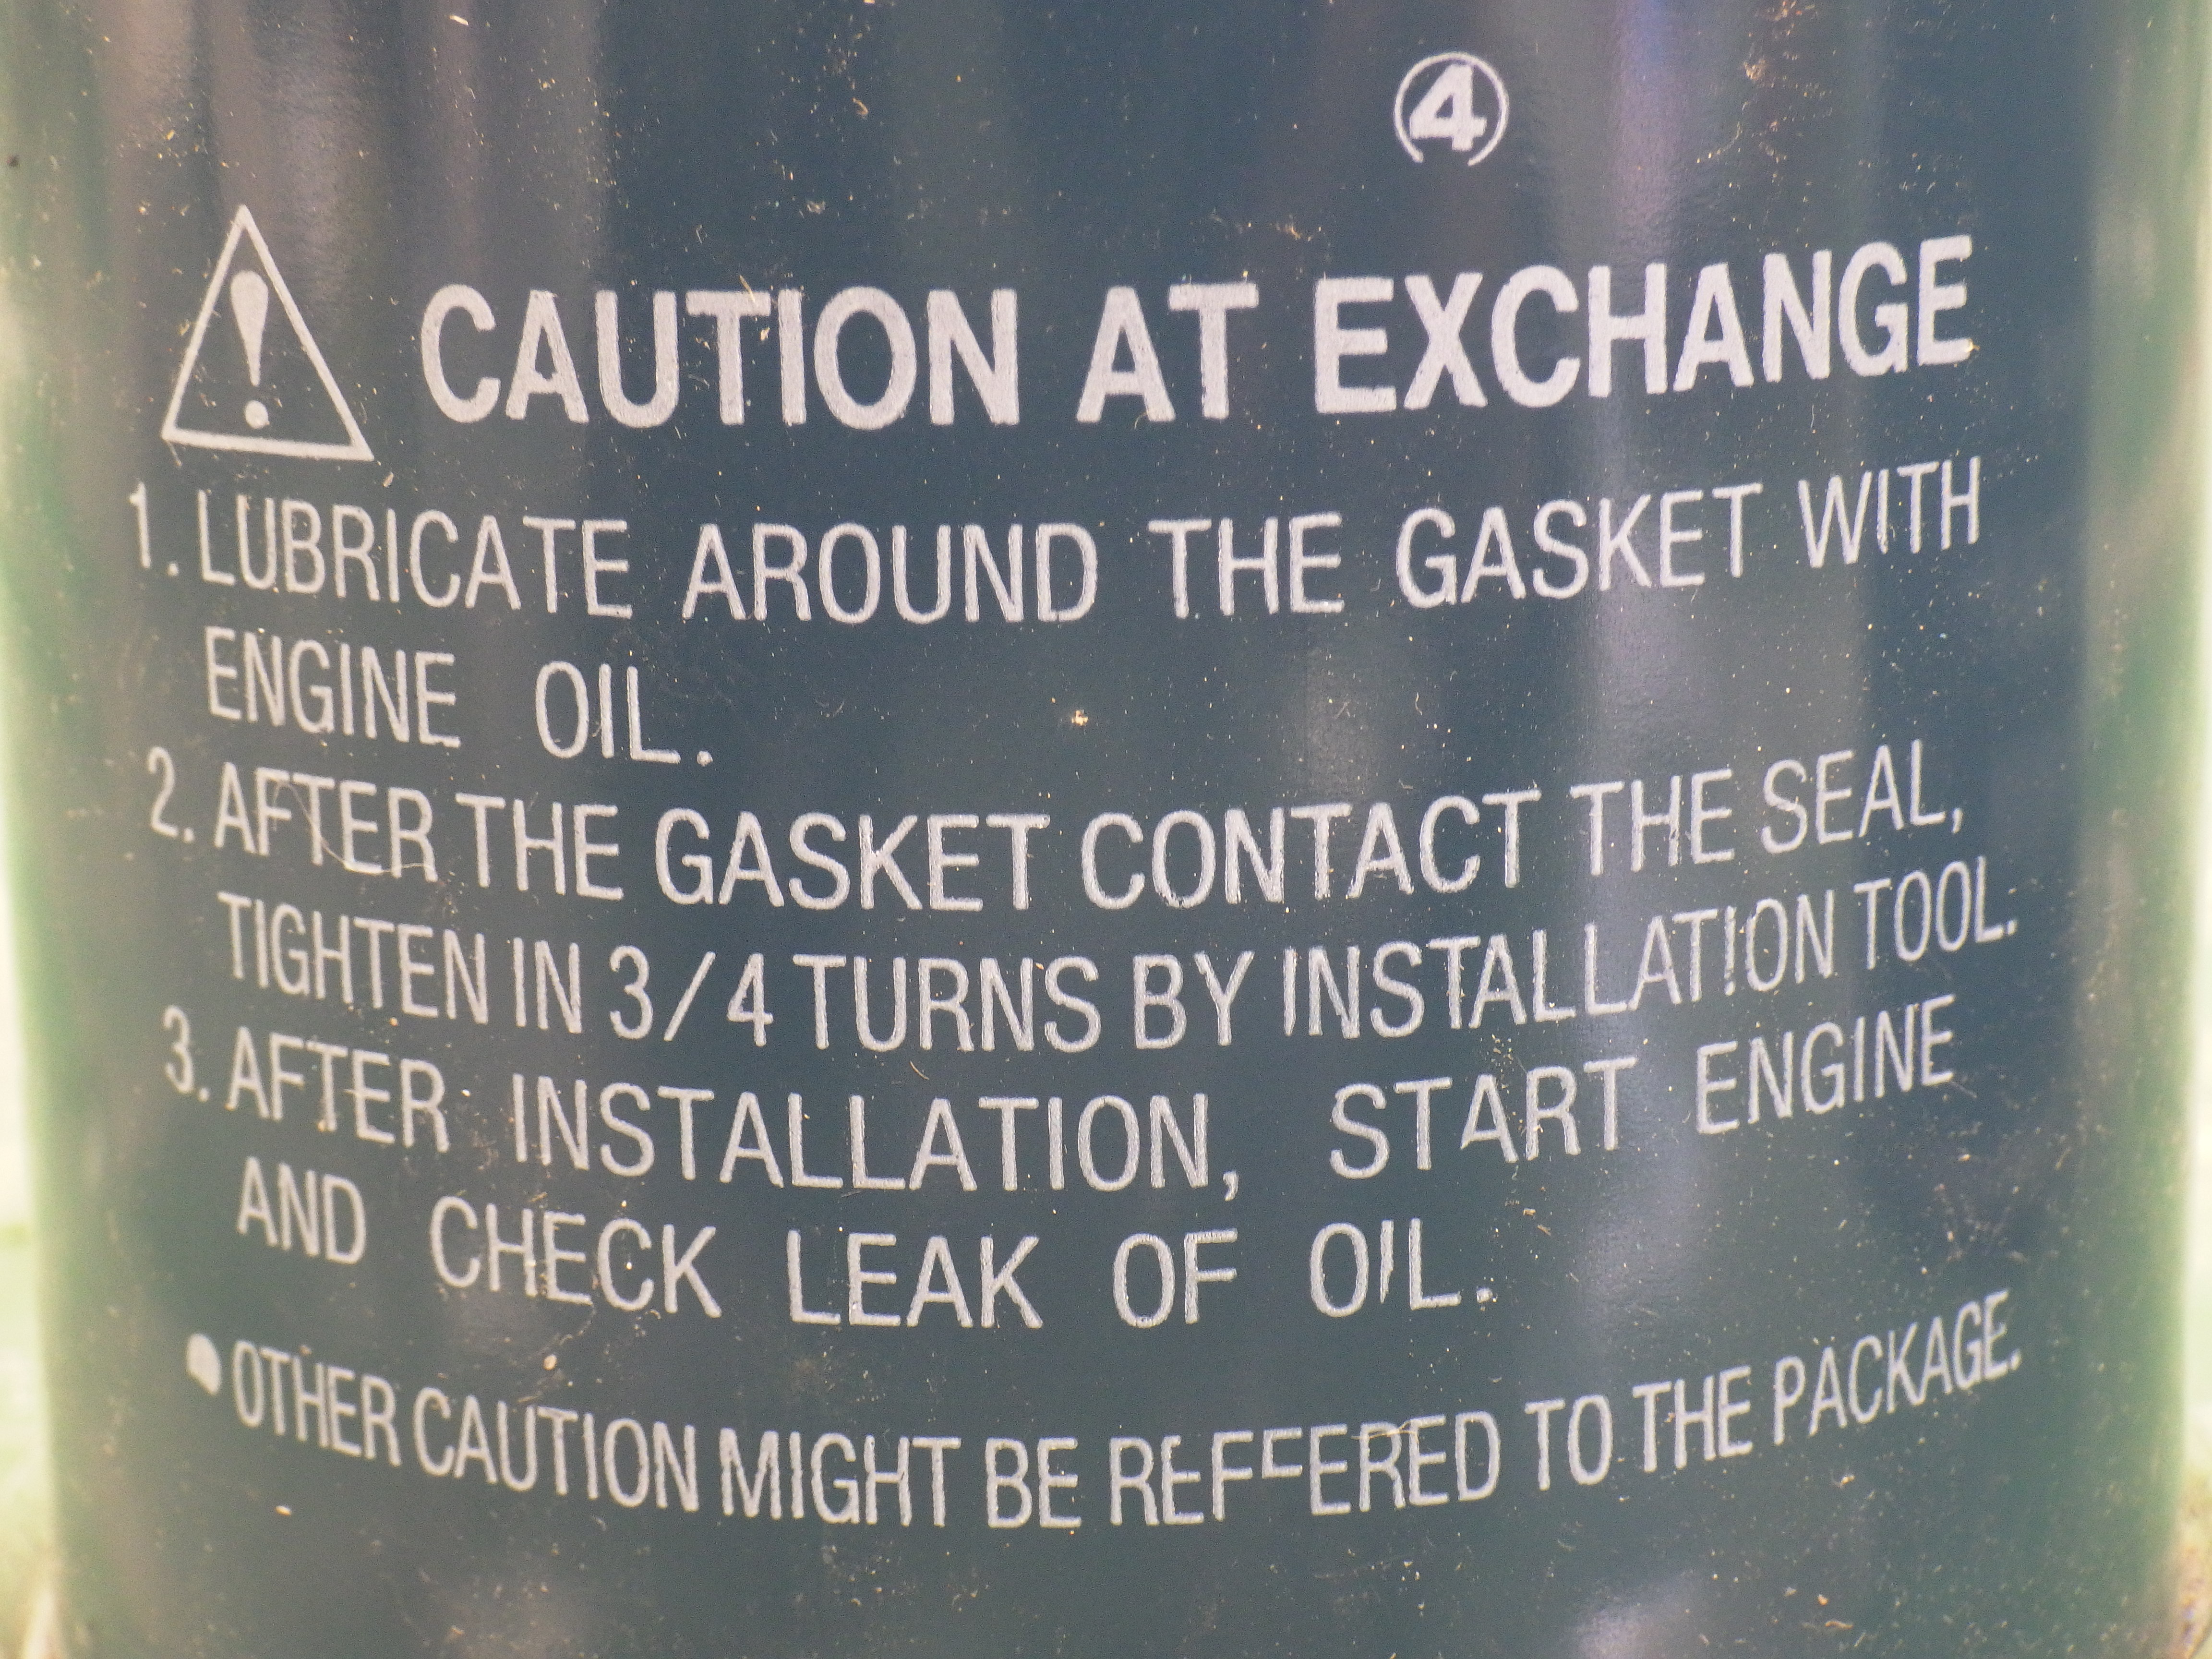 ④
CAUTION AT EXCHANGE
1. LUBRICATE AROUND THE GASKET WITH
ENGINE OIL.
2. AFTER THE GASKET CONTACT THE SEAL,
TIGHTEN IN 3/4 TURNS BY INSTALLATION TOOL.
3. AFTER INSTALLATION, START ENGINE
AND CHECK LEAK OF OIL.
● OTHER CAUTION MIGHT BE REFFERED TO THE PACKAGE.